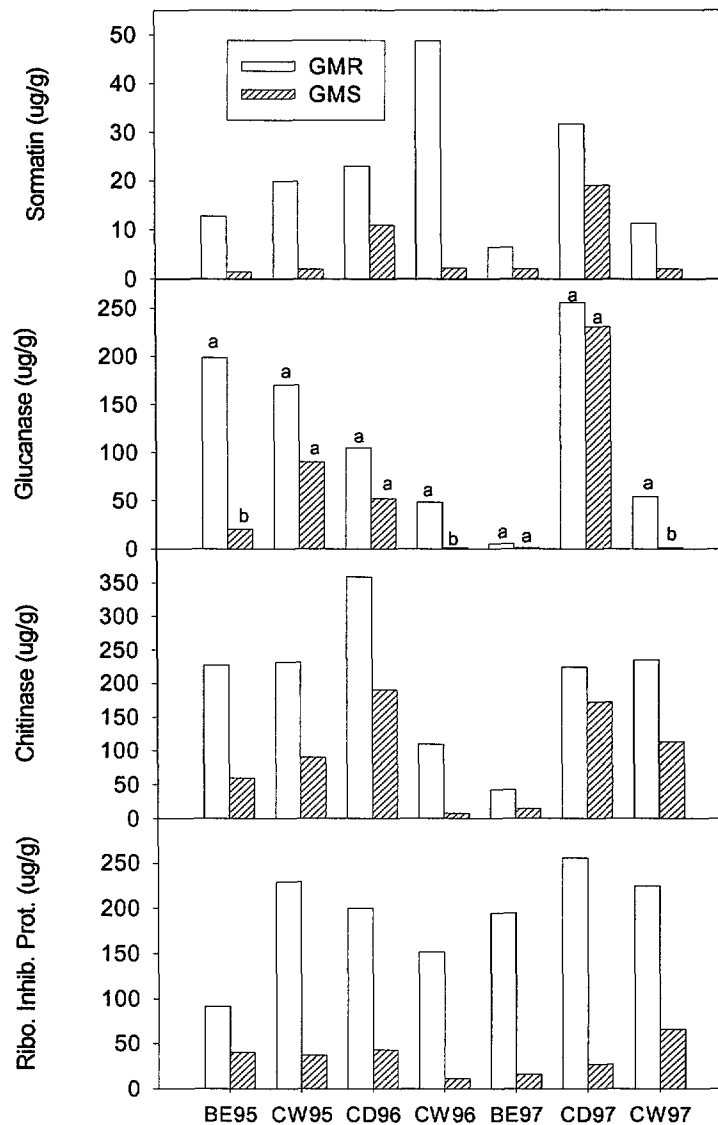 50
40
30
20
10
0
Sormatin (ug/g)
GMR
GMS
250
200
150
100
50
0
Glucanase (ug/g)
a
b
a
a
a
a
a
b
a
a
a
a
a
b
350
300
250
200
150
100
50
0
Chitinase (ug/g)
250
200
150
100
50
0
Ribo. Inhib. Prot. (ug/g)
BE95 CW95 CD96 CW96 BE97 CD97 CW97